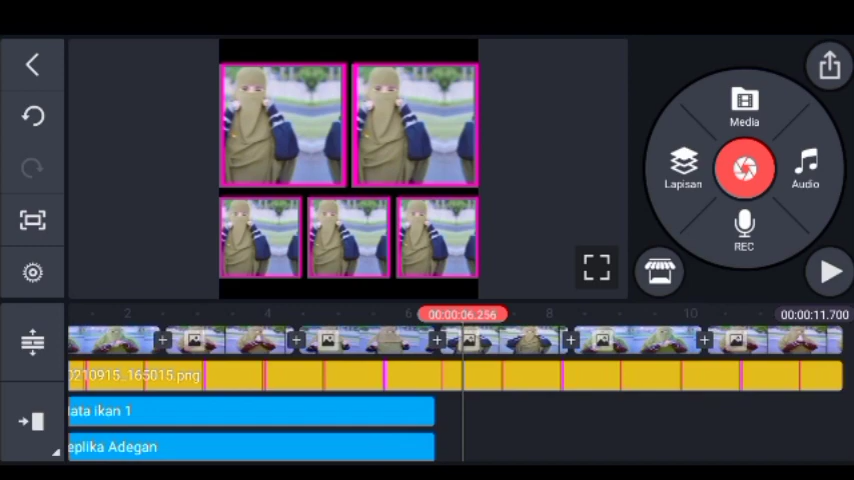 Media
Lapisan
Audio
REC
2
4
6
00:00:06.256
8
10
00:00:11.700
0210915_165015.png
ata ikan 1
eplika Adegan